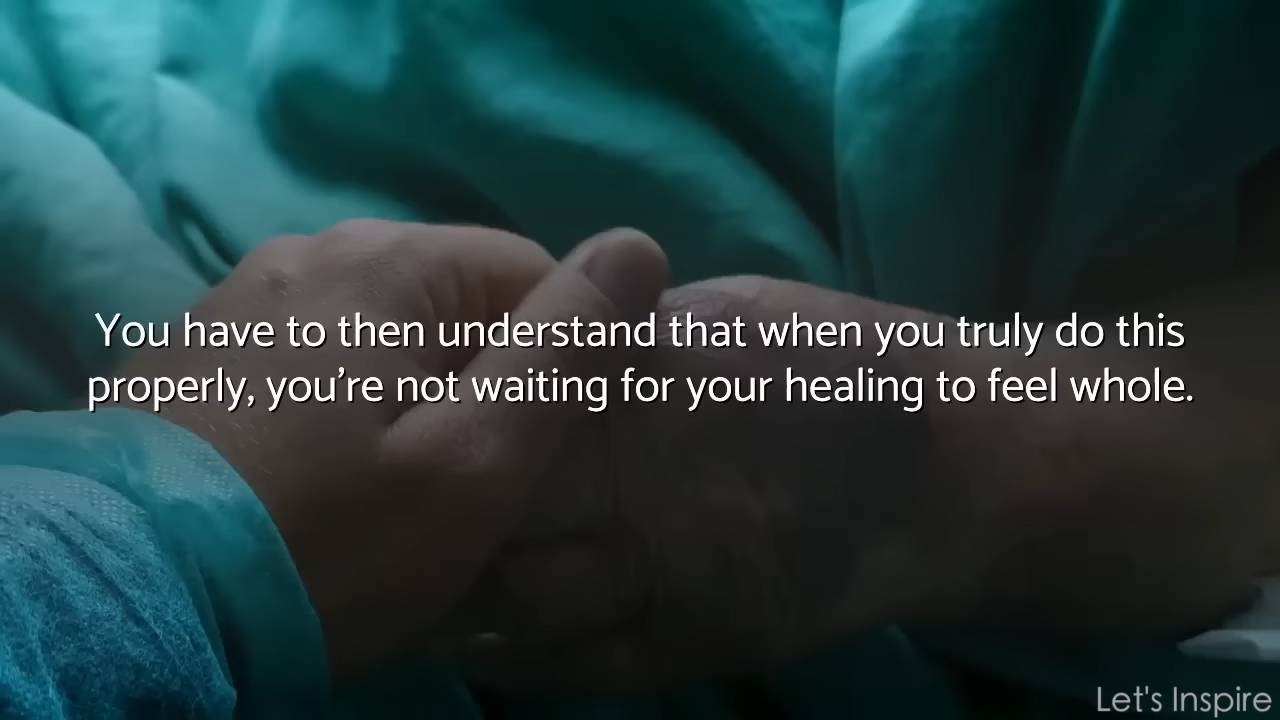 You have to then understand that when you truly do this
properly, you’re not waiting for your healing to feel whole.
Let's Inspire